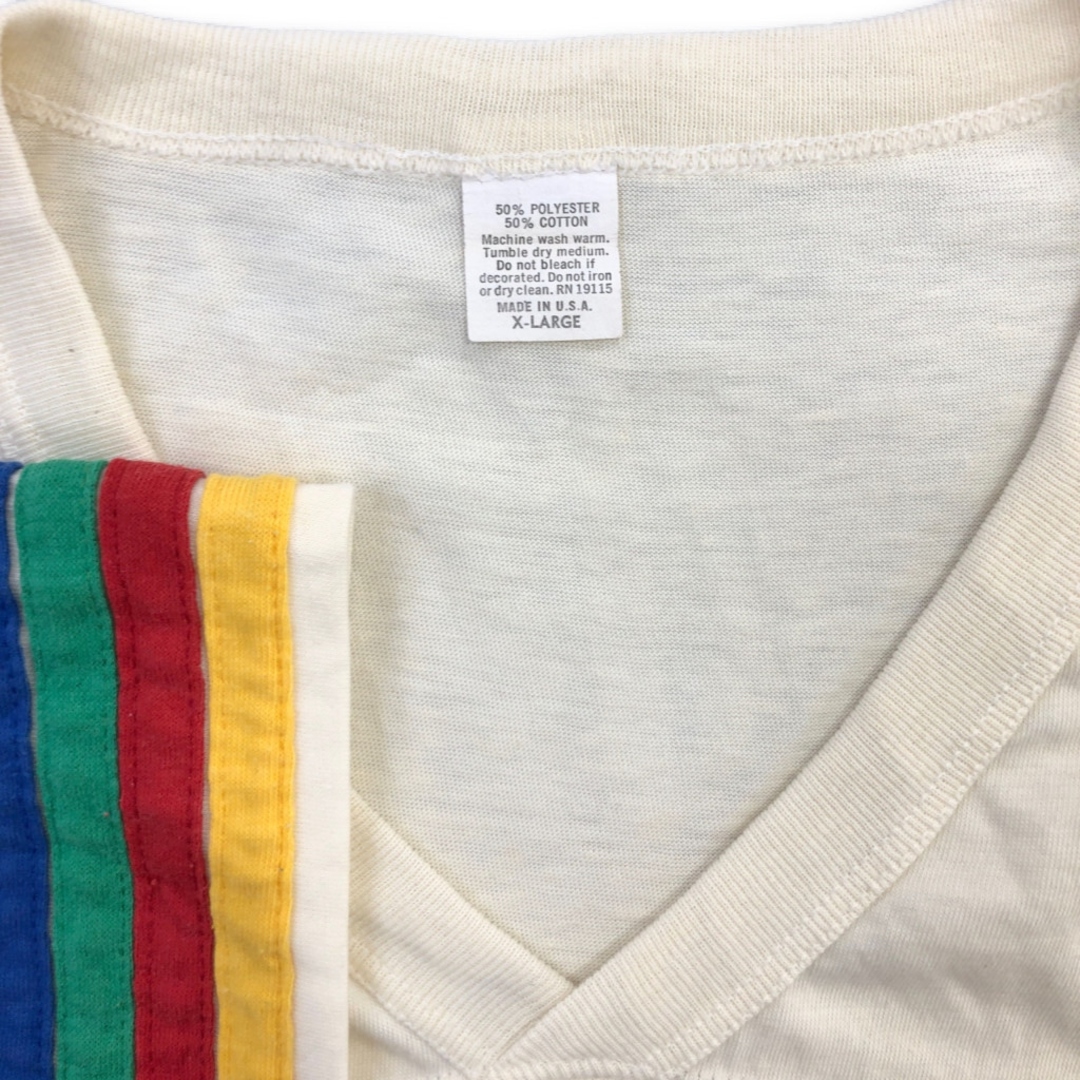 50% POLYESTER
50% COTTON
Machine wash warm.
Tumble dry medium.
Do not bleach if
decorated. Do not iron
or dry clean. RN 19115
MADE IN U.S.A.
X-LARGE